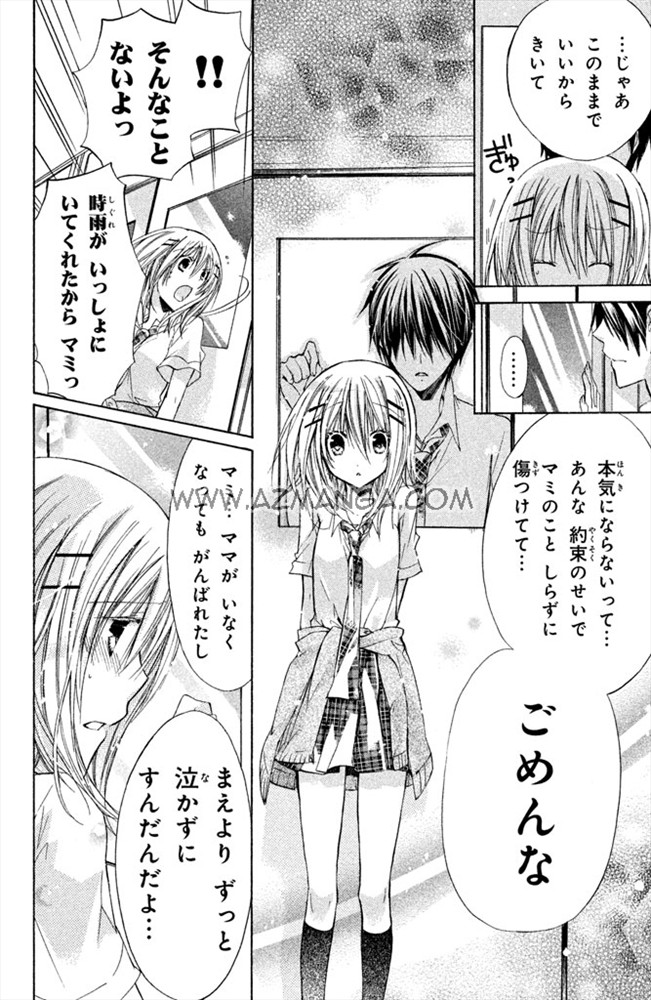 …じゃあ
このままで
いいから
きいて
ぎゅっ
……
本気にならないって…
あんな 約束のせいで
マミのこと しらずに
傷つけてて…
ごめんな
!!
そんなこと
ないよっ
時雨が いっしょに
いてくれたから マミっ
マミ… ママが いなく
なっても がんばれたし
まえより ずっと
泣かずに
すんだんだよ…
WWW.AZMANGA.COM